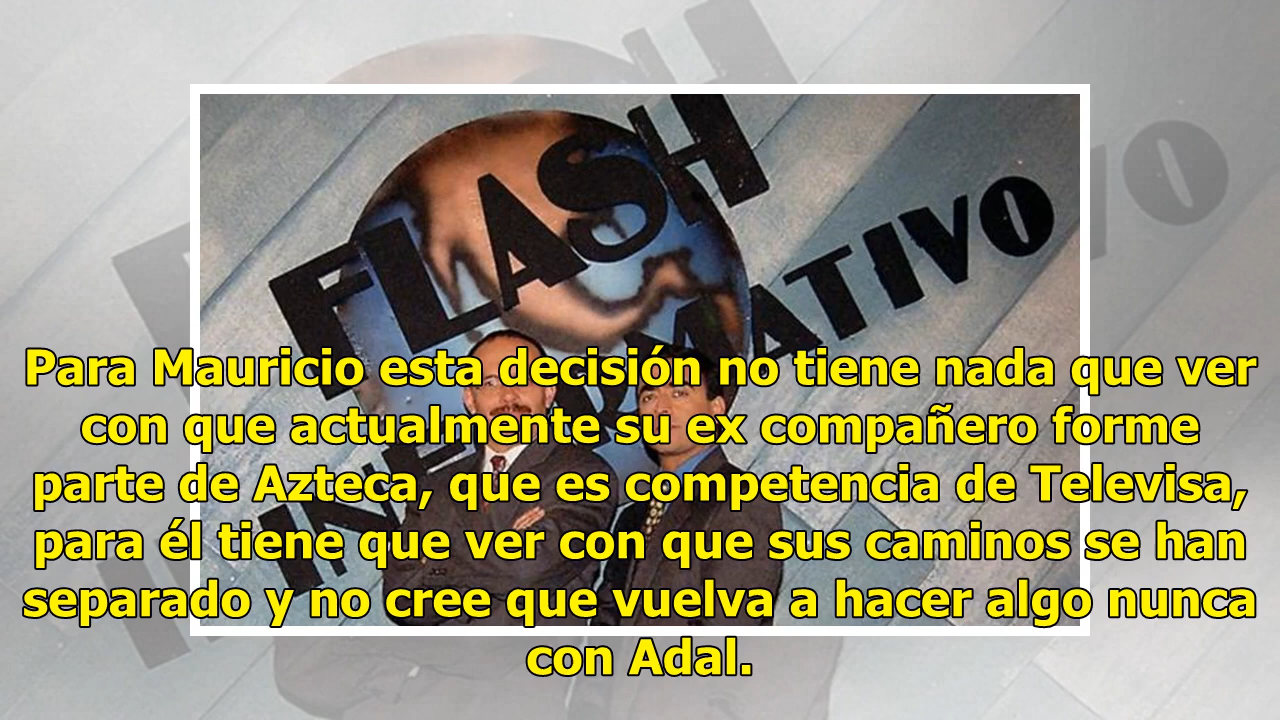 FLASH
MATIVO
Para Mauricio esta decisión no tiene nada que ver
con que actualmente su ex compañero forme
parte de Azteca, que es competencia de Televisa,
para él tiene que ver con que sus caminos se han
separado y no cree que vuelva a hacer algo nunca
con Adal.